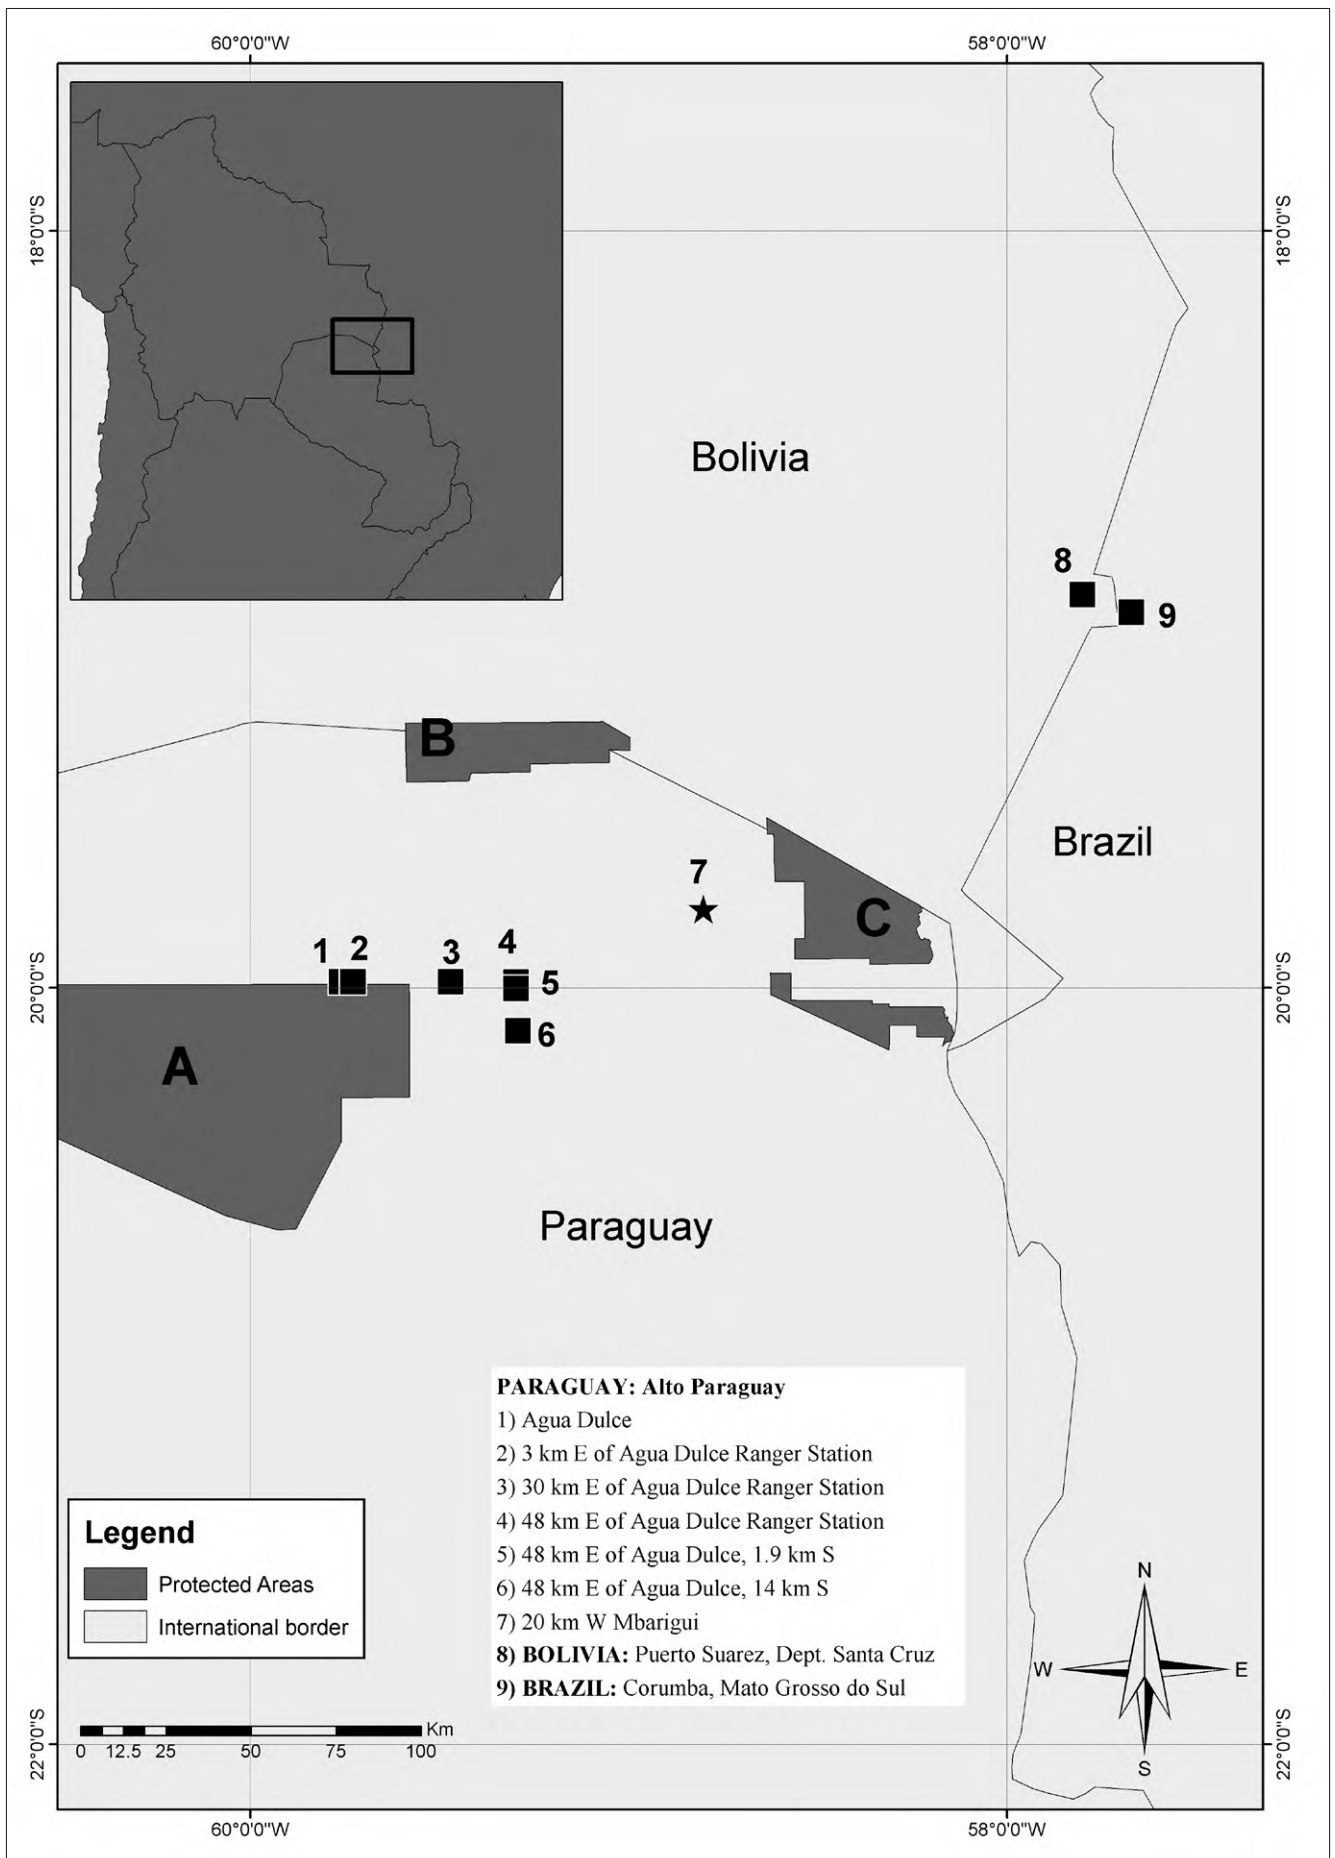 60°0'0"W
58°0'0"W
18°0'0"S
18°0'0"S
Bolivia
8
9
B
Brazil
7
C
1
2
3
4
5
20°0'0"S
20°0'0"S
6
A
Paraguay
PARAGUAY: Alto Paraguay
1) Agua Dulce
2) 3 km E of Agua Dulce Ranger Station
3) 30 km E of Agua Dulce Ranger Station
4) 48 km E of Agua Dulce Ranger Station
5) 48 km E of Agua Dulce, 1.9 km S
6) 48 km E of Agua Dulce, 14 km S
7) 20 km W Mbarigui
8) BOLIVIA: Puerto Suarez, Dept. Santa Cruz
9) BRAZIL: Corumba, Mato Grosso do Sul
Legend
Protected Areas
International border
N
W
E
S
Km
0 12.5 25 50 75 100
22°0'0"S
22°0'0"S
60°0'0"W
58°0'0"W